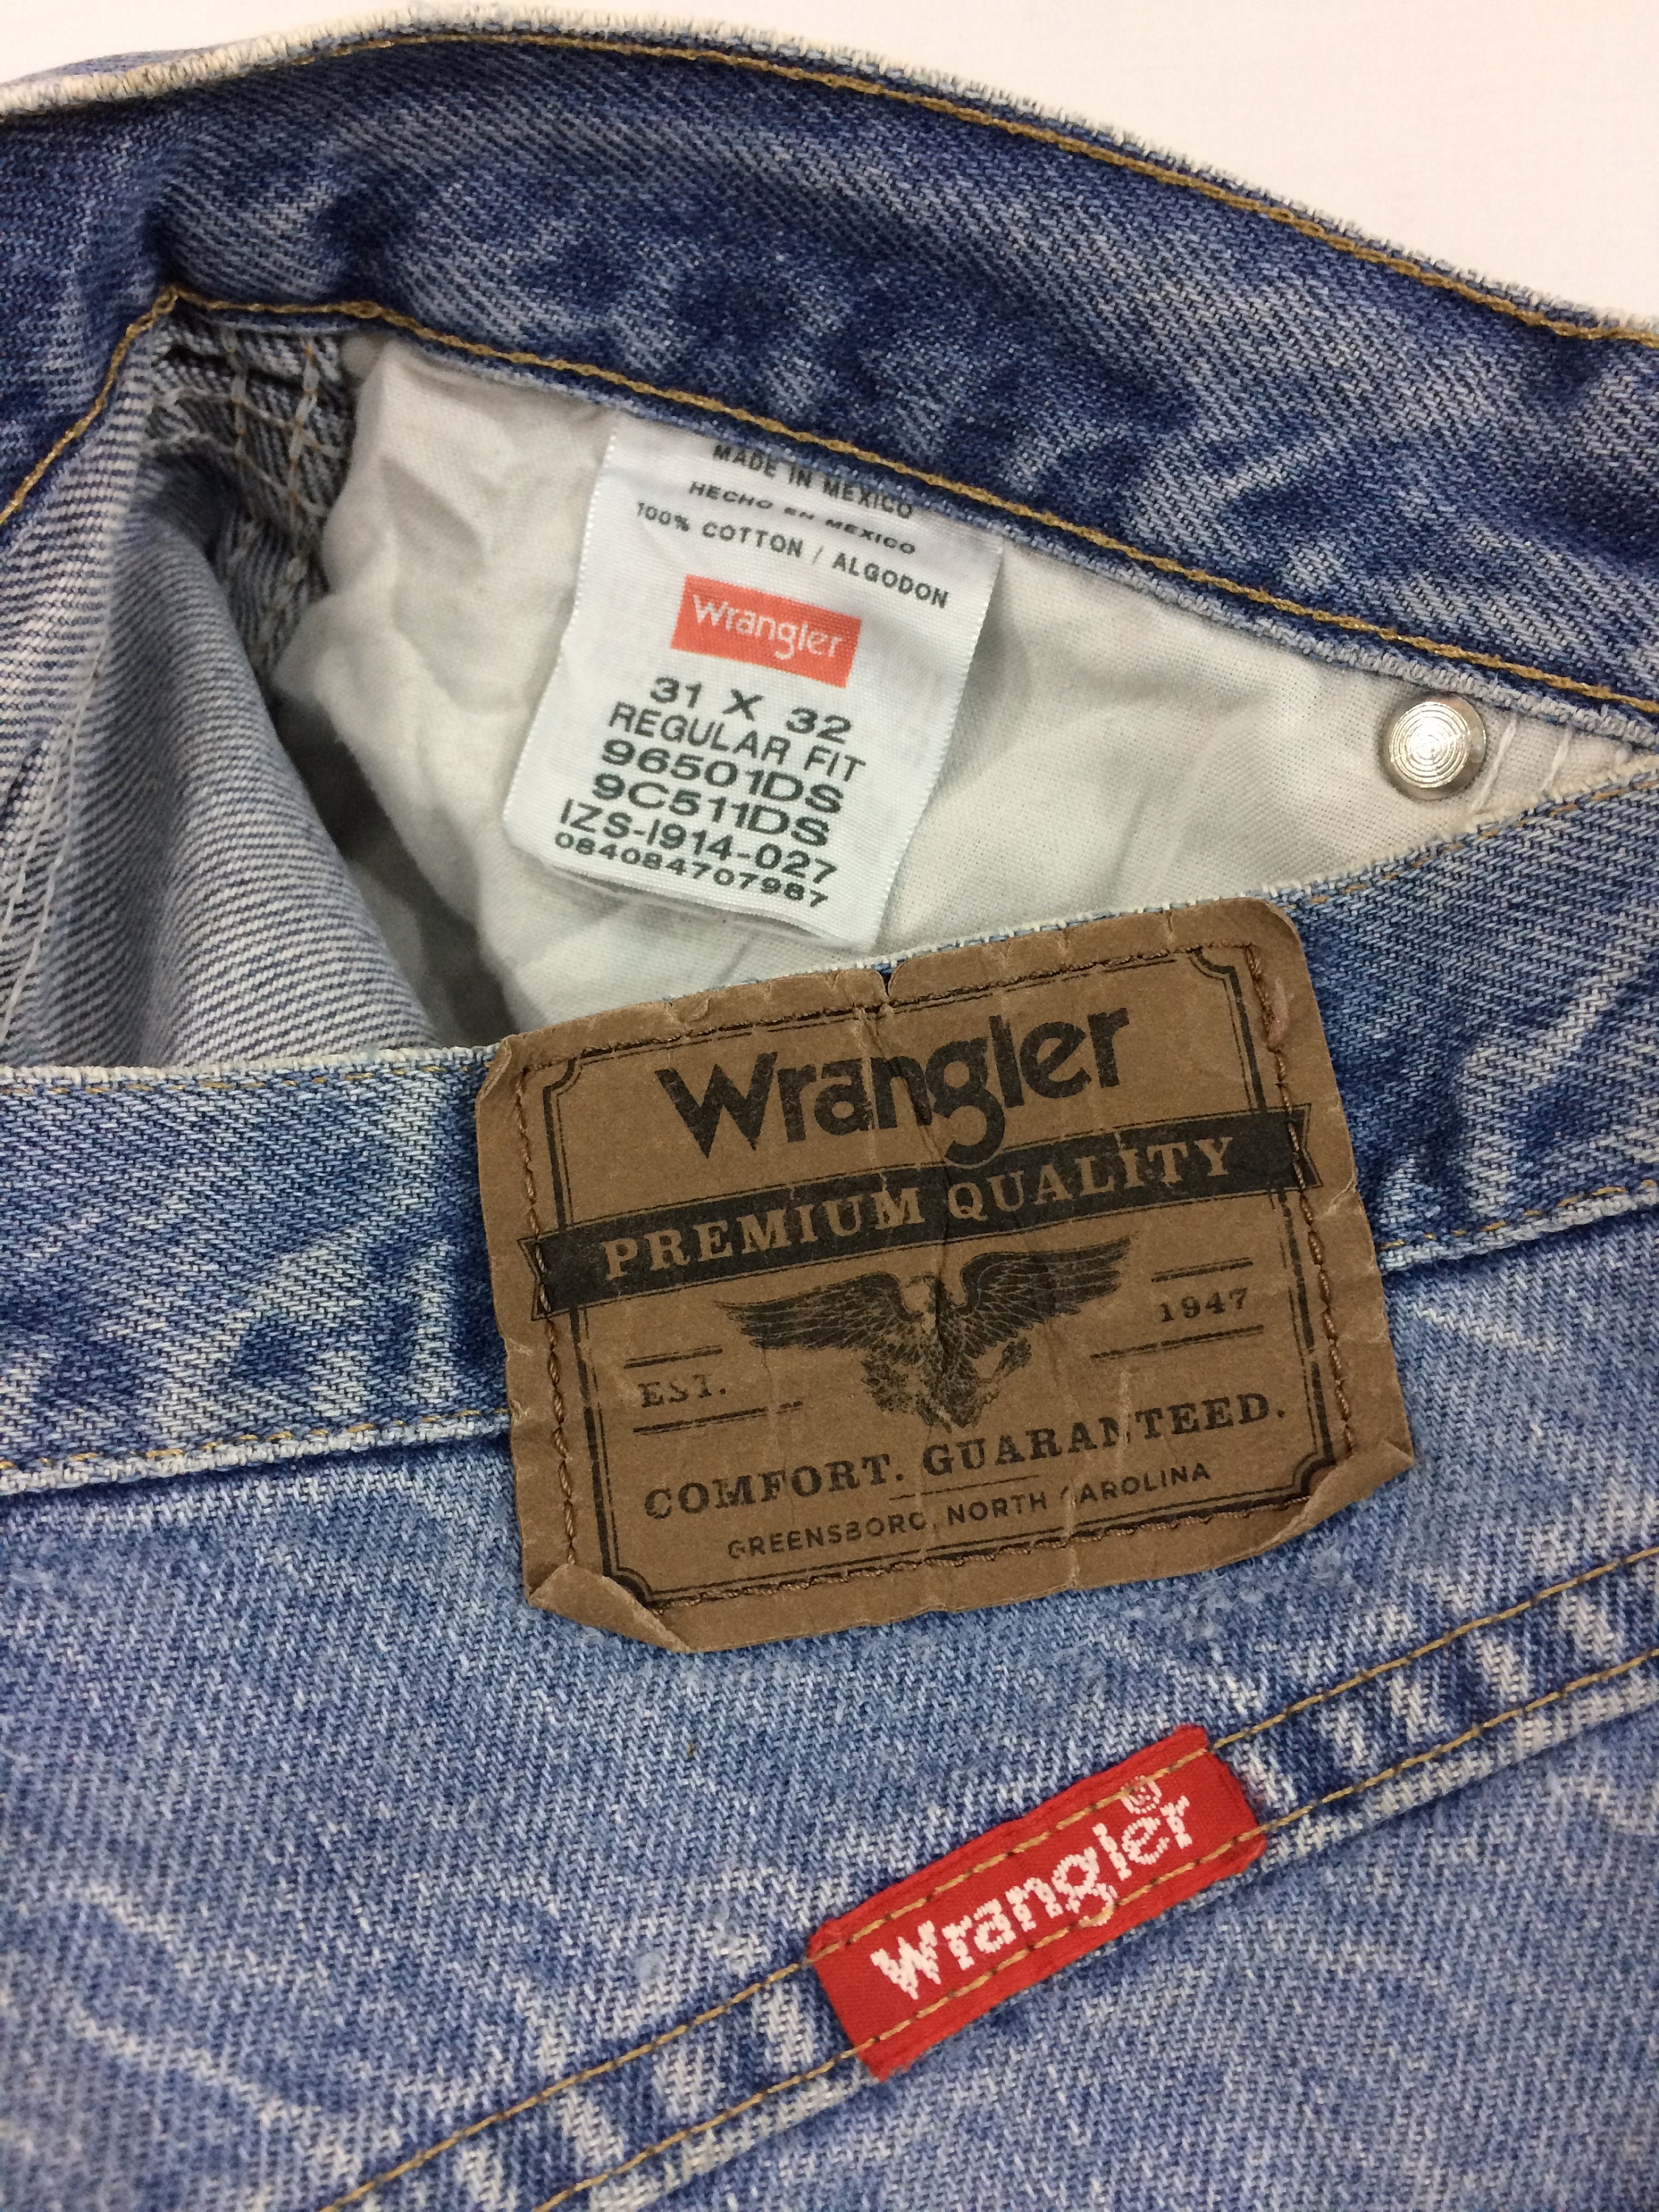 MADE IN MEXICO
HECHO EN MEXICO
100% COTTON / ALGODON
Wrangler
31 X 32
REGULAR FIT
96501DS
9C511DS
IZS-I914-027
084084707987
Wrangler
PREMIUM QUALITY
EST. 1947
COMFORT. GUARANTEED.
GREENSBORO, NORTH CAROLINA
Wrangler®